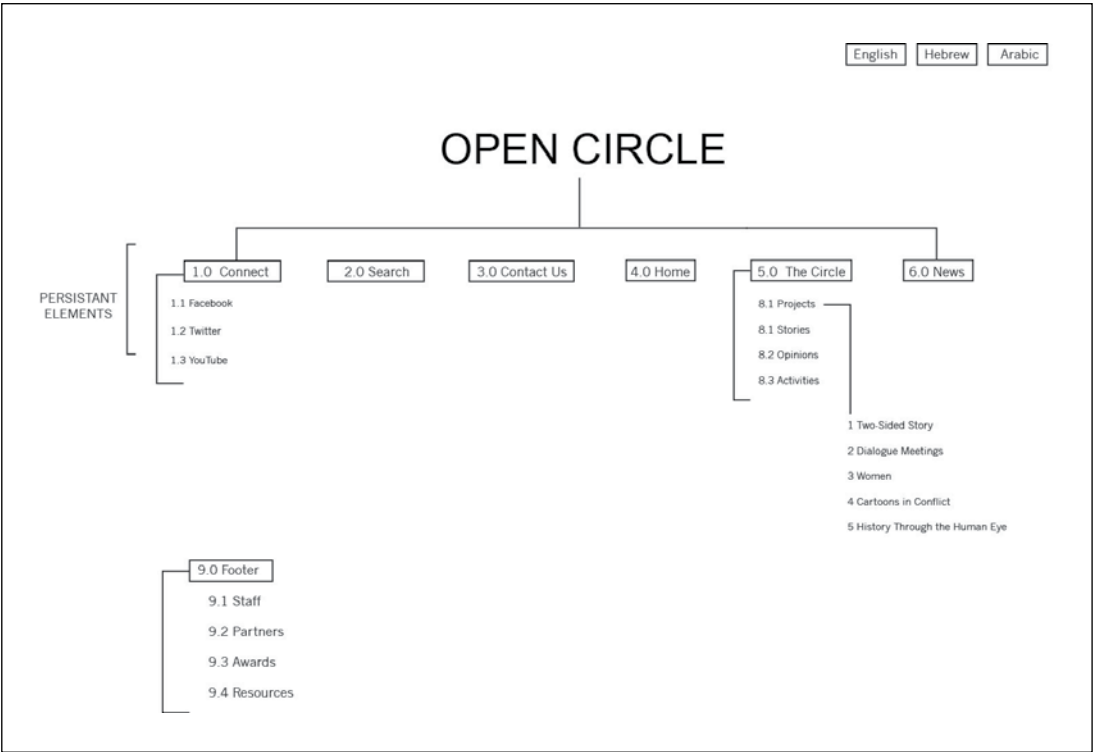 English Hebrew Arabic
OPEN CIRCLE
PERSISTANT
ELEMENTS
1.0 Connect
1.1 Facebook
1.2 Twitter
1.3 YouTube
2.0 Search
3.0 Contact Us
4.0 Home
5.0 The Circle
8.1 Projects
8.1 Stories
8.2 Opinions
8.3 Activities
1 Two-Sided Story
2 Dialogue Meetings
3 Women
4 Cartoons in Conflict
5 History Through the Human Eye
6.0 News
9.0 Footer
9.1 Staff
9.2 Partners
9.3 Awards
9.4 Resources